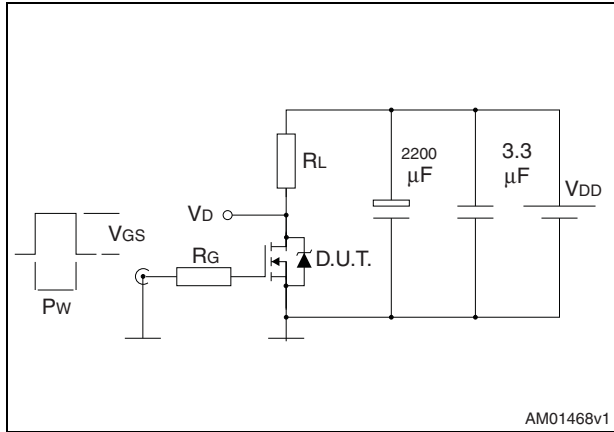 RL
2200
μF
3.3
μF
VDD
VD
VGS
RG
D.U.T.
PW
AM01468v1